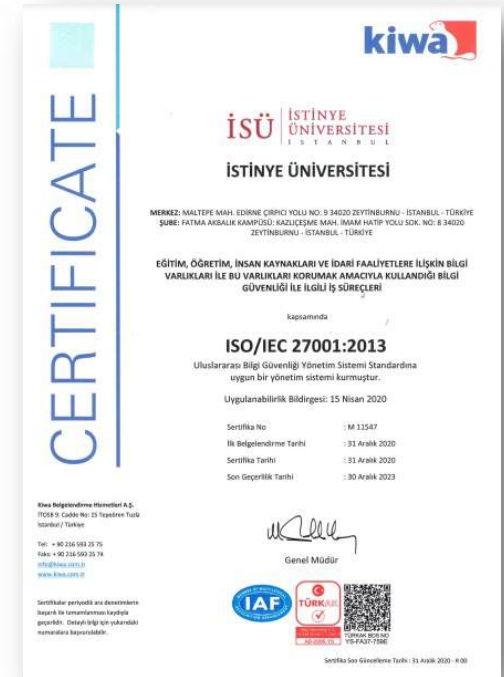 kiwa
CERTIFICATE
İSÜ
İSTİNYE
ÜNİVERSİTESİ
İSTANBUL
İSTİNYE ÜNİVERSİTESİ
MERKEZ: MALTEPE MAH. EDİRNE ÇIRPICI YOLU NO: 9 34020 ZEYTİNBURNU - İSTANBUL - TÜRKİYE
ŞUBE: FATMA AKBALIK KAMPÜSÜ: KAZLIÇEŞME MAH. İMAM HATİP YOLU SOK. NO: 8 34020
ZEYTİNBURNU - İSTANBUL - TÜRKİYE
EĞİTİM, ÖĞRETİM, İNSAN KAYNAKLARI VE İDARİ FAALİYETLERE İLİŞKİN BİLGİ
VARLIKLARI İLE BU VARLIKLARI KORUMAK AMACIYLA KULLANDIĞI BİLGİ
GÜVENLİĞİ İLE İLGİLİ İŞ SÜREÇLERİ
kapsamında
ISO/IEC 27001:2013
Uluslararası Bilgi Güvenliği Yönetim Sistemi Standardına
uygun bir yönetim sistemi kurmuştur.
Uygulanabilirlik Bildirgesi: 15 Nisan 2020
Sertifika No : M 11547
İlk Belgelendirme Tarihi : 31 Aralık 2020
Sertifika Tarihi : 31 Aralık 2020
Son Geçerlilik Tarihi : 30 Aralık 2023
Kiwa Belgelendirme Hizmetleri A.Ş.
İTOSB 9. Cadde No: 15 Tepeören Tuzla
İstanbul / Türkiye
Tel: + 90 216 593 25 75
Faks: + 90 216 593 25 74
info@kiwa.com.tr
www.kiwa.com.tr
Sertifikalar periyodik ara denetimlerin
başarılı ile tamamlanması kaydıyla
geçerlidir. Detaylı bilgi için yukarıdaki
numaralara başvurulabilir.
Genel Müdür
IAF
TÜRKAK
TÜRKAK BDS NO
YS-FA37-759E
Sertifika Son Güncelleme Tarihi : 31 Aralık 2020 - R 00